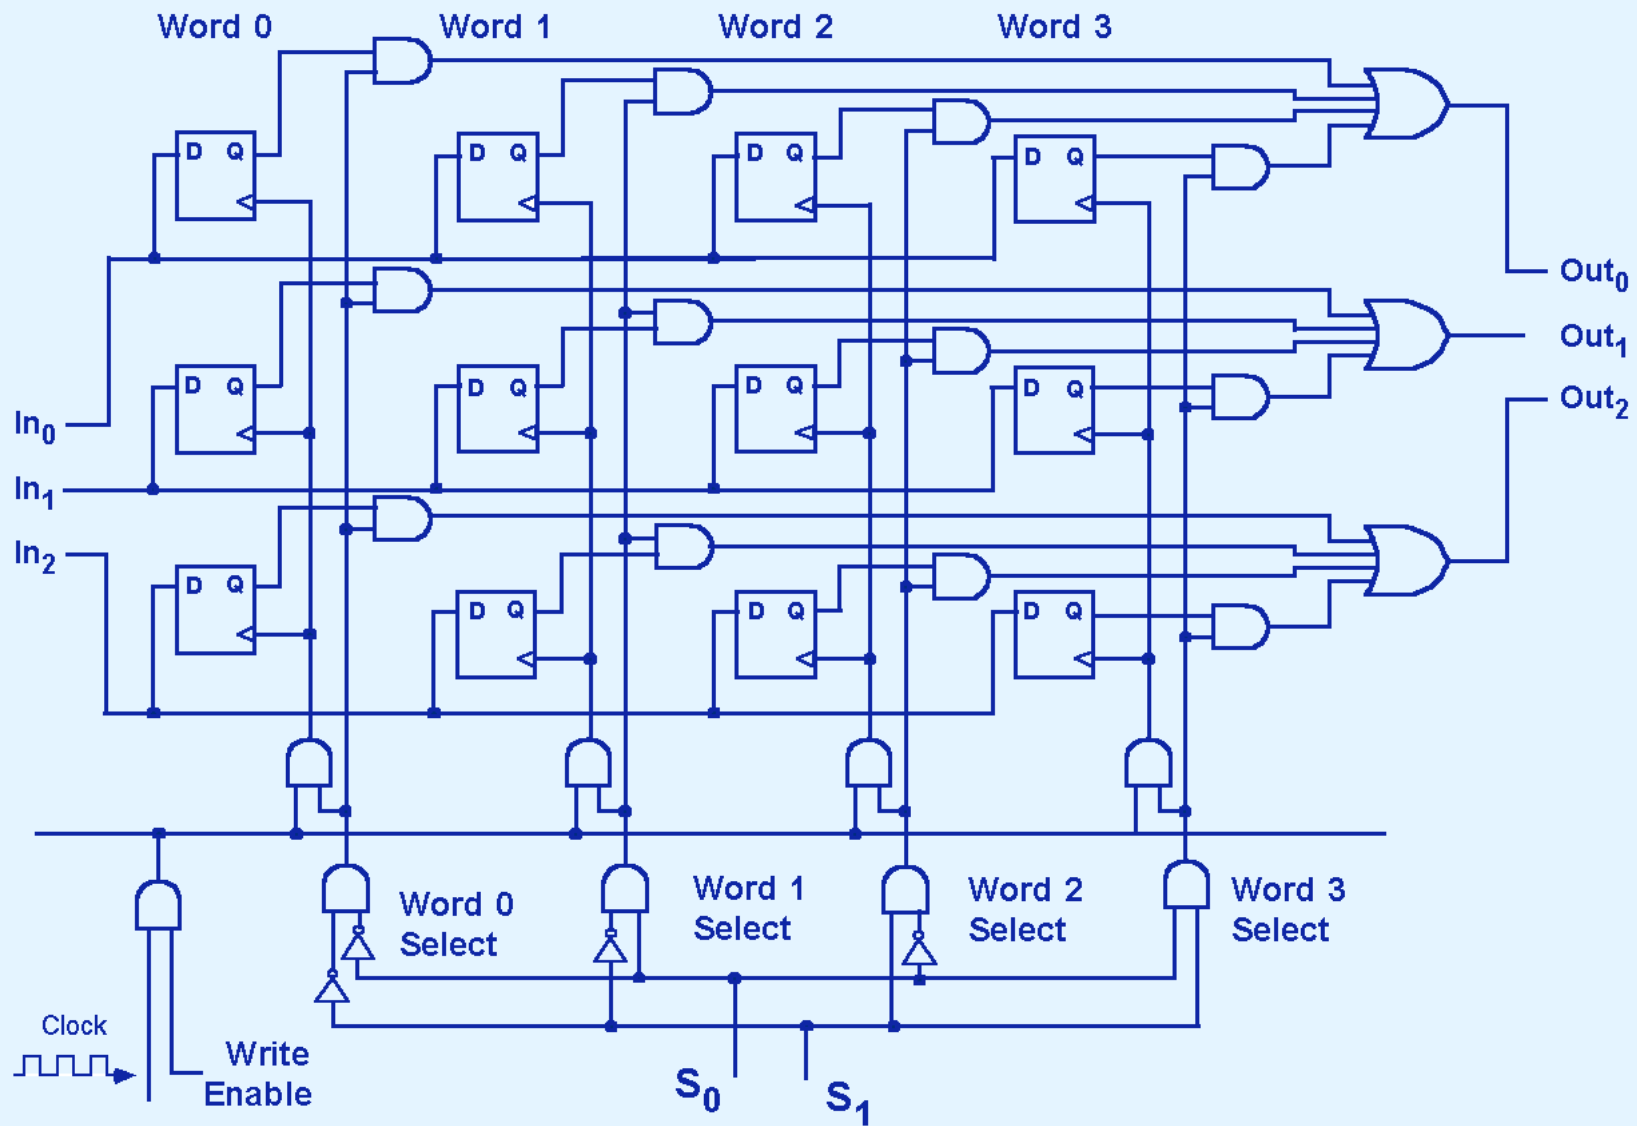 Word 0 Word 1 Word 2 Word 3
D Q D Q D Q D Q
Out0
Out1
D Q D Q D Q D Q
Out2
In0
In1
In2
D Q D Q D Q D Q
Word 0
Select
Word 1
Select
Word 2
Select
Word 3
Select
Clock
Write
Enable
S0
S1